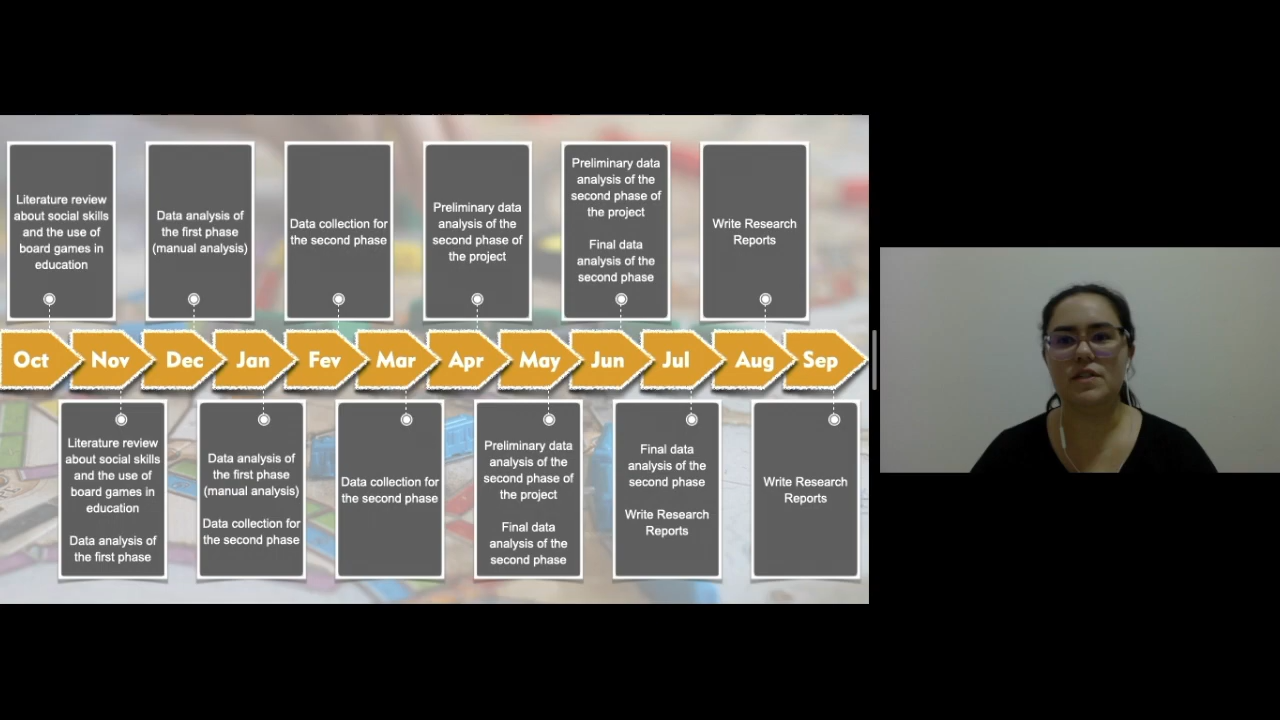 Literature review
about social skills
and the use of
board games in
education
Data analysis of
the first phase
(manual analysis)
Data collection for
the second phase
Preliminary data
analysis of the
second phase of
the project
Preliminary data
analysis of the
second phase of
the project
Final data
analysis of the
second phase
Write Research
Reports
Oct
Nov
Dec
Jan
Fev
Mar
Apr
May
Jun
Jul
Aug
Sep
Literature review
about social skills
and the use of
board games in
education
Data analysis of
the first phase
Data analysis of
the first phase
(manual analysis)
Data collection for
the second phase
Data collection for
the second phase
Preliminary data
analysis of the
second phase of
the project
Final data
analysis of the
second phase
Final data
analysis of the
second phase
Write Research
Reports
Write Research
Reports